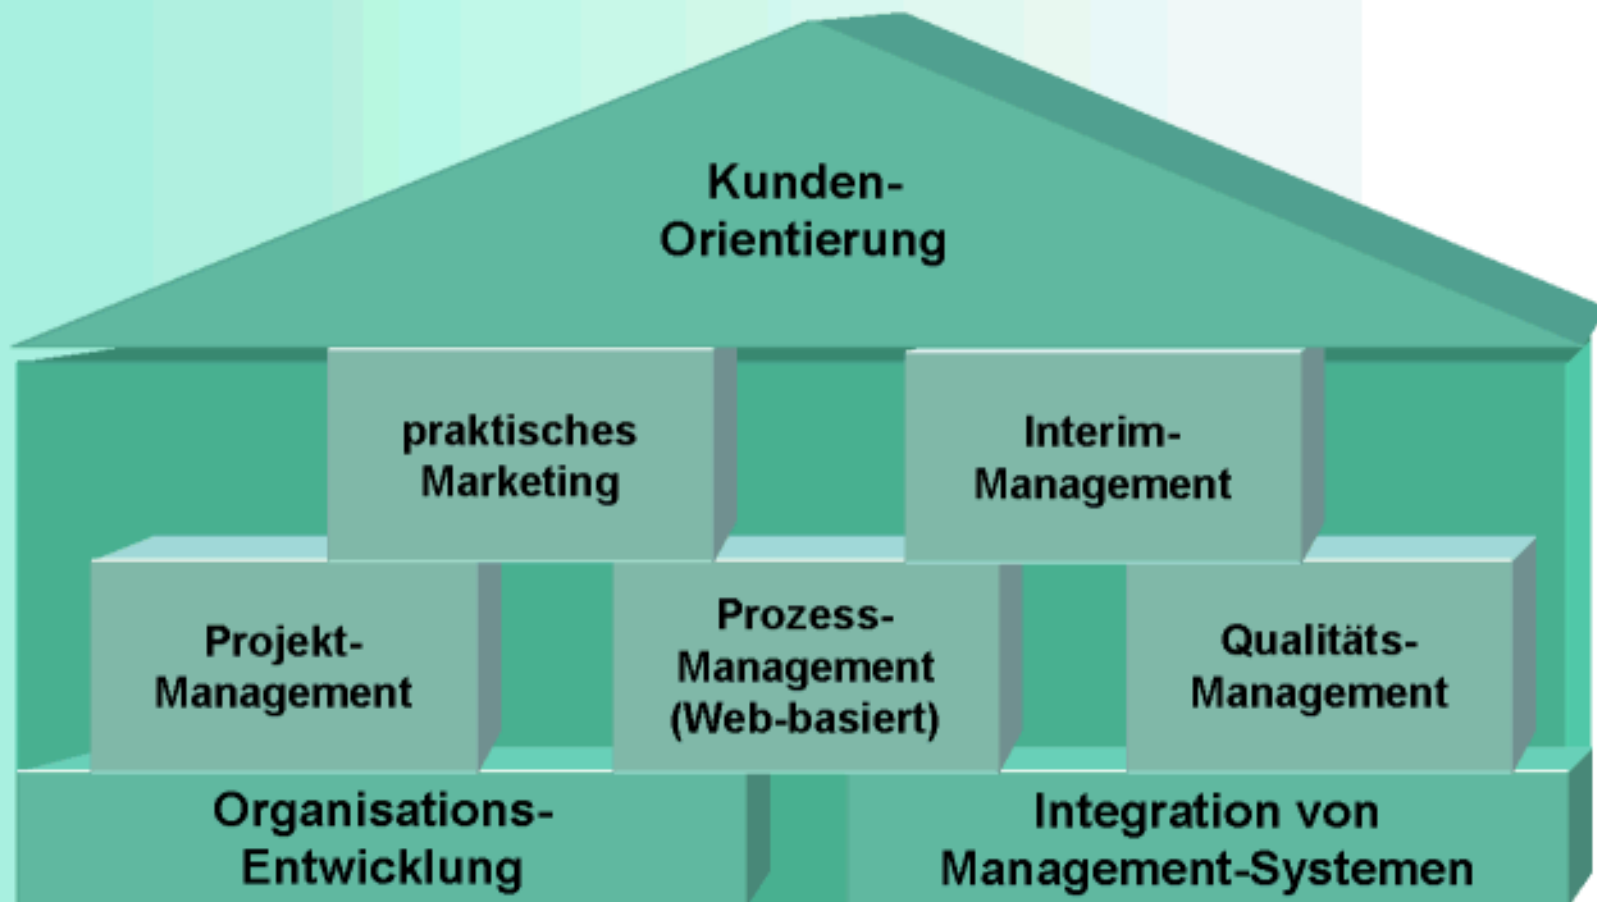 Kunden-
Orientierung
praktisches
Marketing
Interim-
Management
Projekt-
Management
Prozess-
Management
(Web-basiert)
Qualitäts-
Management
Organisations-
Entwicklung
Integration von
Management-Systemen